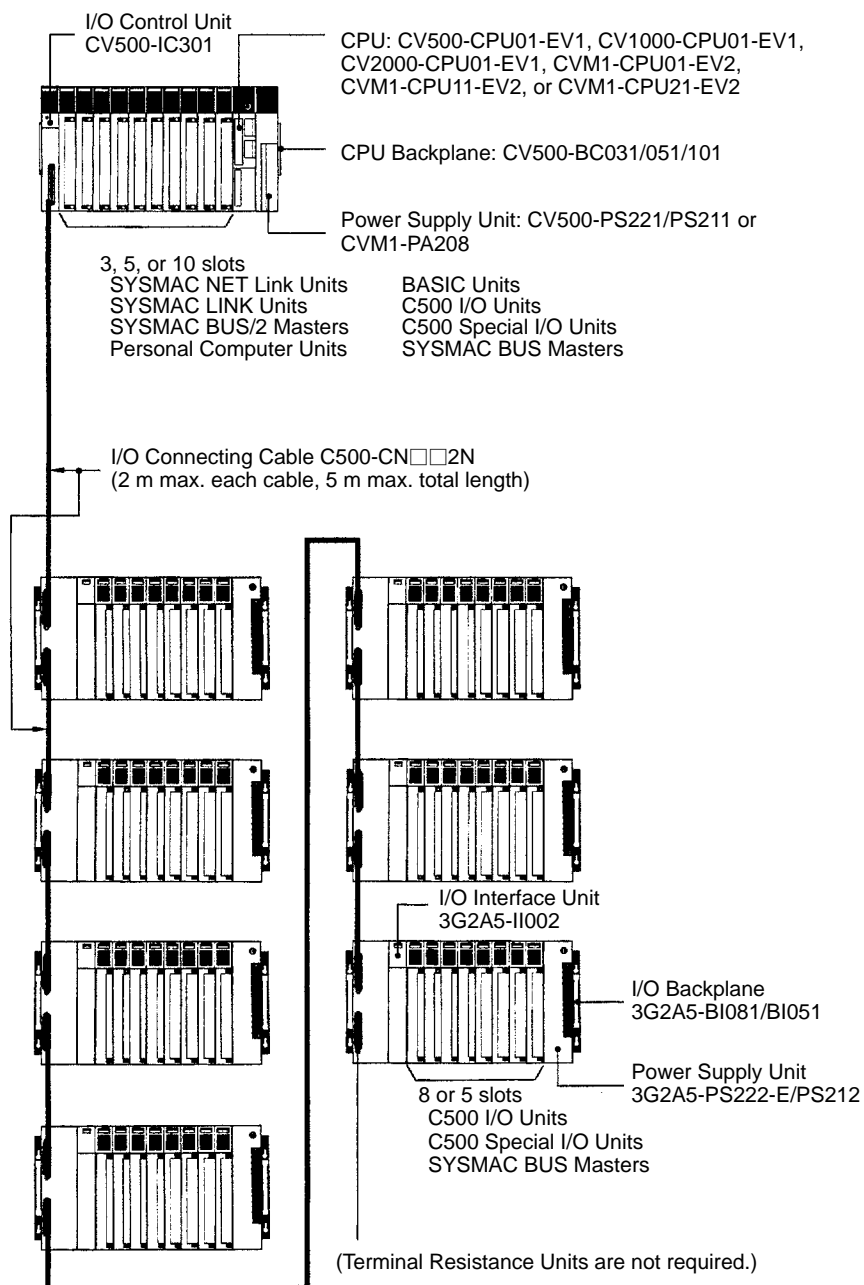 I/O Control Unit
CV500-IC301
CPU: CV500-CPU01-EV1, CV1000-CPU01-EV1,
CV2000-CPU01-EV1, CVM1-CPU01-EV2,
CVM1-CPU11-EV2, or CVM1-CPU21-EV2
CPU Backplane: CV500-BC031/051/101
Power Supply Unit: CV500-PS221/PS211 or
CVM1-PA208
3, 5, or 10 slots
SYSMAC NET Link Units
SYSMAC LINK Units
SYSMAC BUS/2 Masters
Personal Computer Units
BASIC Units
C500 I/O Units
C500 Special I/O Units
SYSMAC BUS Masters
I/O Connecting Cable C500-CN□□2N
(2 m max. each cable, 5 m max. total length)
I/O Interface Unit
3G2A5-II002
I/O Backplane
3G2A5-BI081/BI051
Power Supply Unit
3G2A5-PS222-E/PS212
8 or 5 slots
C500 I/O Units
C500 Special I/O Units
SYSMAC BUS Masters
(Terminal Resistance Units are not required.)